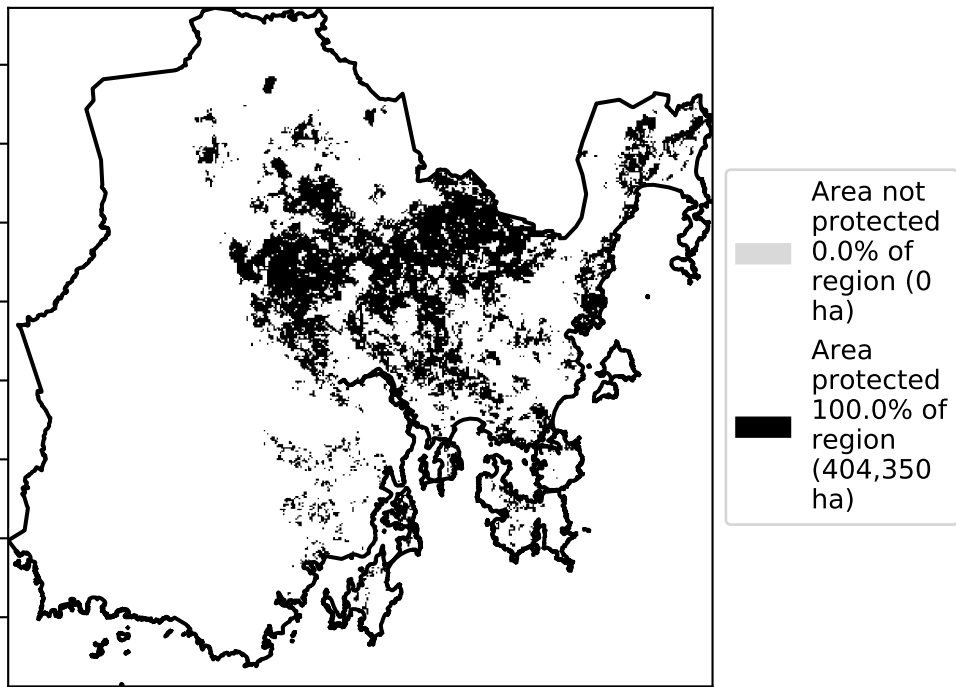 Area not
protected
0.0% of
region (0
ha)
Area
protected
100.0% of
region
(404,350
ha)